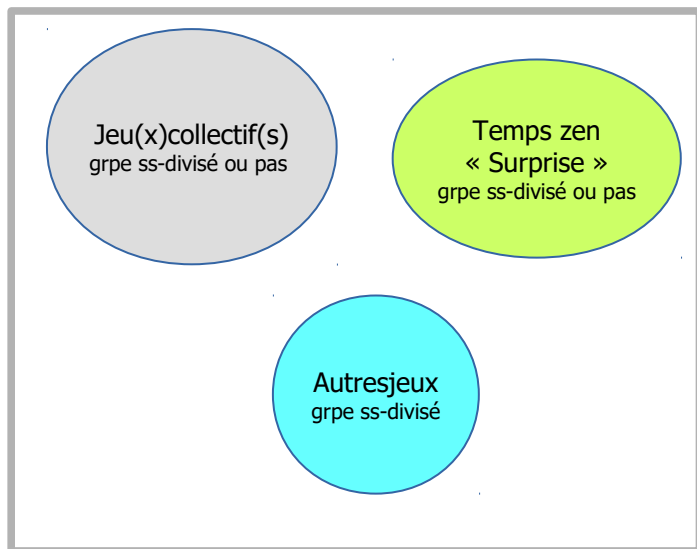 Jeu(x)collectif(s)
grpe ss-divisé ou pas
Temps zen
« Surprise »
grpe ss-divisé ou pas
Autresjeux
grpe ss-divisé